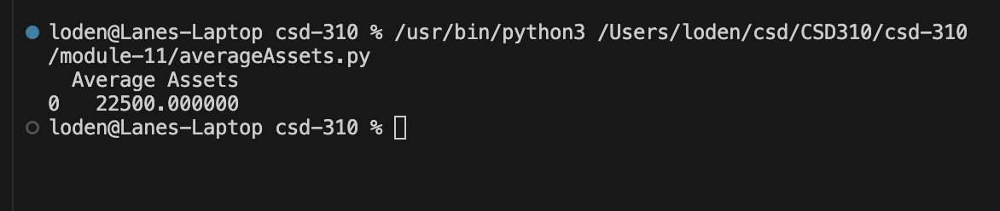 loden@Lanes-Laptop csd-310 % /usr/bin/python3 /Users/loden/csd/CSD310/csd-310
/module-11/averageAssets.py
  Average Assets
0   22500.000000
loden@Lanes-Laptop csd-310 %